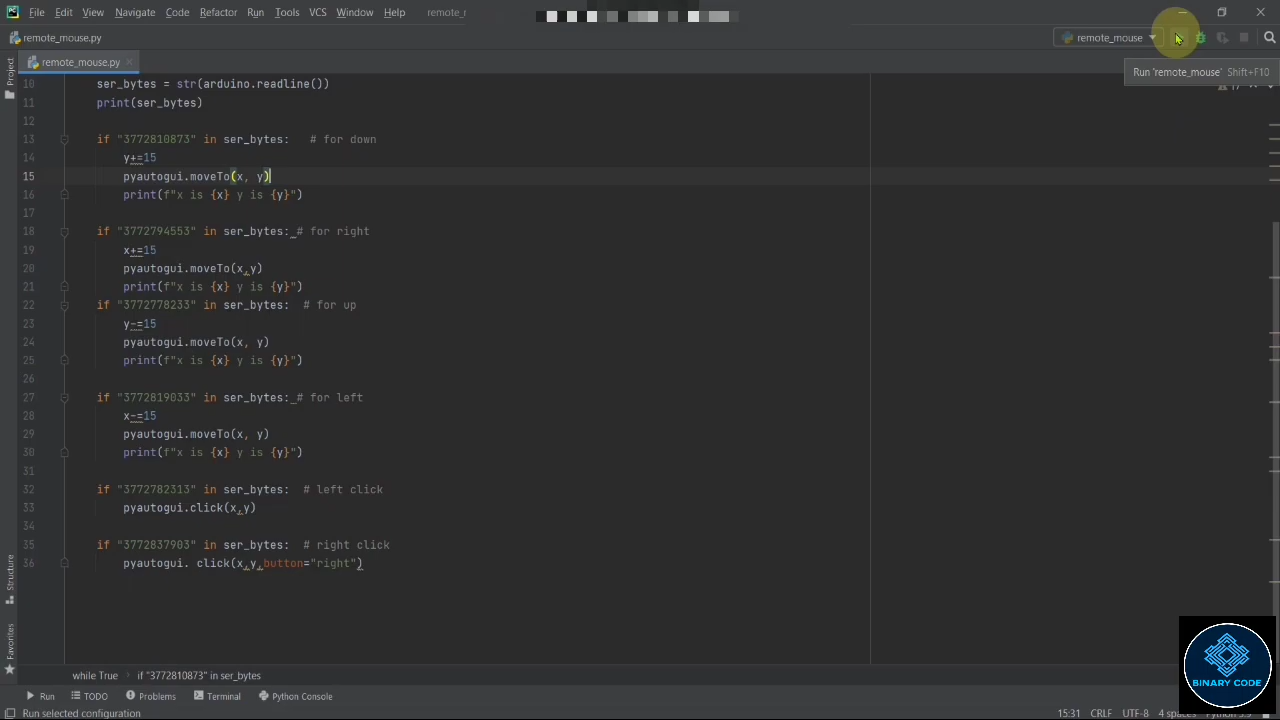 File Edit View Navigate Code Refactor Run Tools VCS Window Help remote_r
remote_mouse.py
remote_mouse
remote_mouse.py
Run 'remote_mouse' Shift+F10
Project
10 ser_bytes = str(arduino.readline())
11 print(ser_bytes)
12
13 if "3772810873" in ser_bytes: # for down
14 y+=15
15 pyautogui.moveTo(x, y)
16 print(f"x is {x} y is {y}")
17
18 if "3772794553" in ser_bytes: # for right
19 x+=15
20 pyautogui.moveTo(x,y)
21 print(f"x is {x} y is {y}")
22 if "3772778233" in ser_bytes: # for up
23 y-=15
24 pyautogui.moveTo(x, y)
25 print(f"x is {x} y is {y}")
26
27 if "3772819033" in ser_bytes: # for left
28 x-=15
29 pyautogui.moveTo(x, y)
30 print(f"x is {x} y is {y}")
31
32 if "3772782313" in ser_bytes: # left click
33 pyautogui.click(x,y)
34
35 if "3772837903" in ser_bytes: # right click
36 pyautogui. click(x,y,button="right")
Structure
Favorites
BINARY CODE
while True if "3772810873" in ser_bytes
Run TODO Problems Terminal Python Console
Run selected configuration 15:31 CRLF UTF-8 4 spaces